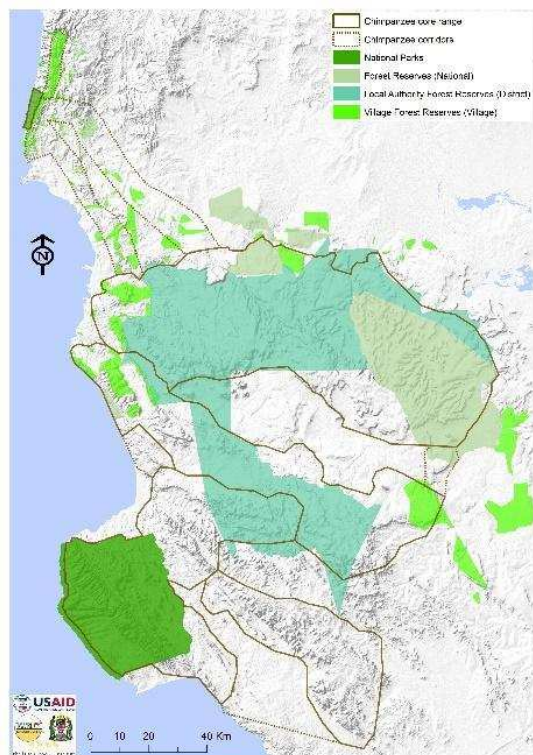 Chimpanzee core range
Chimpanzee corridors
National Parks
Forest Reserves (National)
Local Authority Forest Reserves (District)
Village Forest Reserves (Village)
N
USAID
0 10 20 40 Km